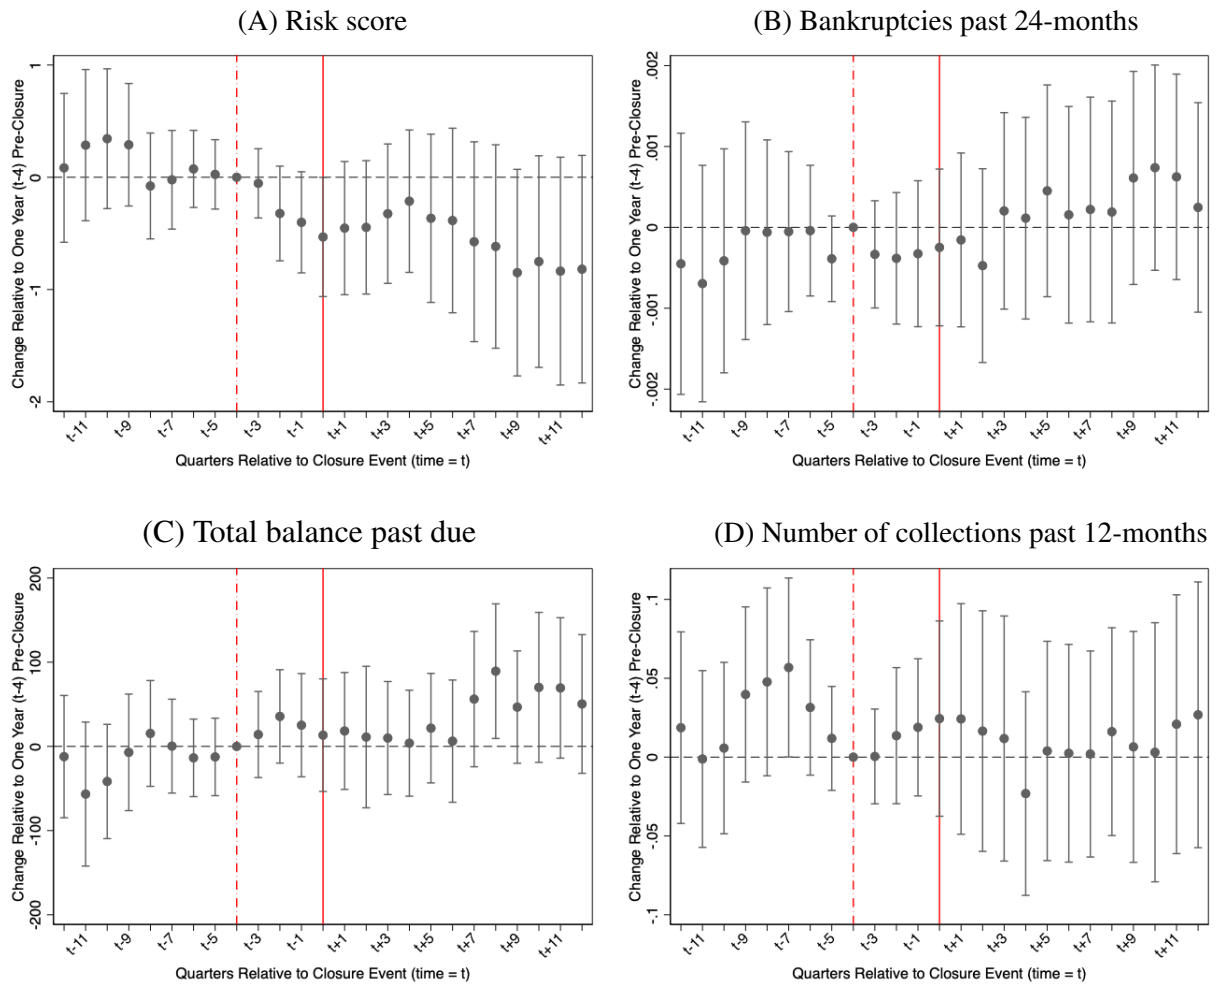 (A) Risk score
Change Relative to One Year (t-4) Pre-Closure
1
0
-1
-2
t-11
t-9
t-7
t-5
t-3
t-1
t+1
t+3
t+5
t+7
t+9
t+11
Quarters Relative to Closure Event (time = t)
(B) Bankruptcies past 24-months
Change Relative to One Year (t-4) Pre-Closure
.002
.001
0
-.001
-.002
t-11
t-9
t-7
t-5
t-3
t-1
t+1
t+3
t+5
t+7
t+9
t+11
Quarters Relative to Closure Event (time = t)
(C) Total balance past due
Change Relative to One Year (t-4) Pre-Closure
200
100
0
-100
-200
t-11
t-9
t-7
t-5
t-3
t-1
t+1
t+3
t+5
t+7
t+9
t+11
Quarters Relative to Closure Event (time = t)
(D) Number of collections past 12-months
Change Relative to One Year (t-4) Pre-Closure
.1
.05
0
-.05
-.1
t-11
t-9
t-7
t-5
t-3
t-1
t+1
t+3
t+5
t+7
t+9
t+11
Quarters Relative to Closure Event (time = t)